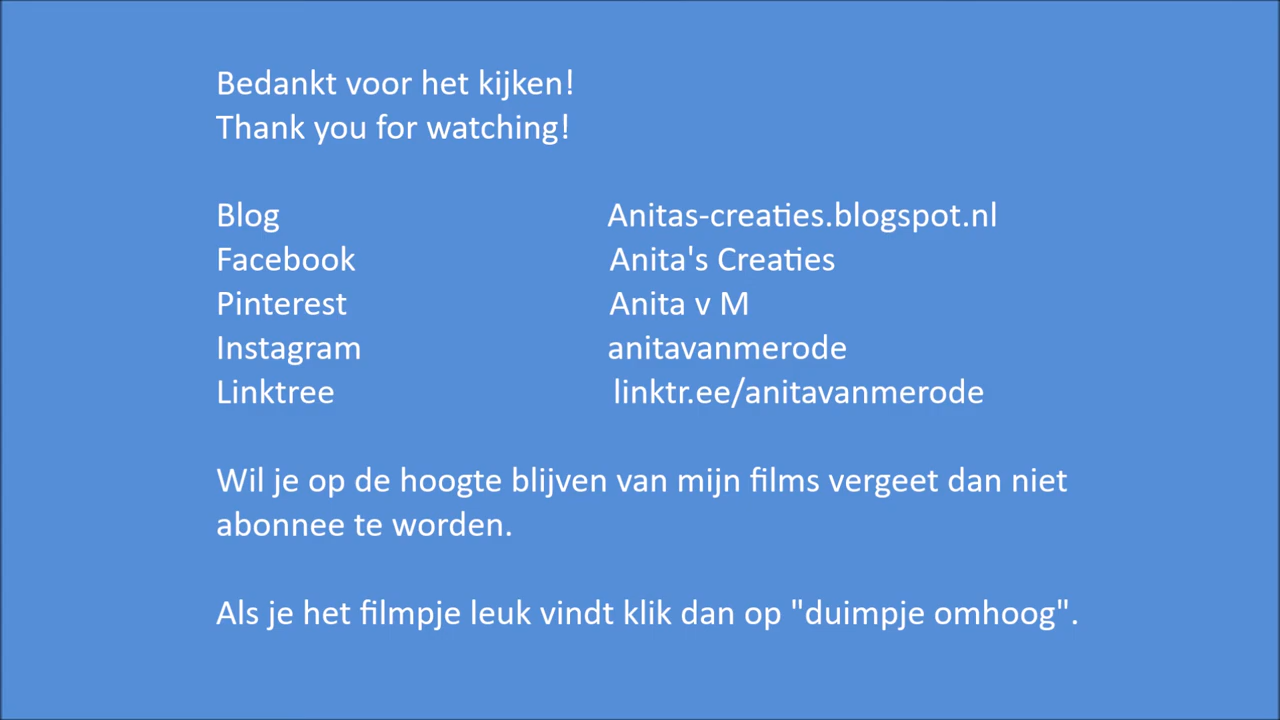 Bedankt voor het kijken!
Thank you for watching!
Blog Anitas-creaties.blogspot.nl
Facebook Anita's Creaties
Pinterest Anita v M
Instagram anitavanmerode
Linktree linktr.ee/anitavanmerode
Wil je op de hoogte blijven van mijn films vergeet dan niet
abonnee te worden.
Als je het filmpje leuk vindt klik dan op "duimpje omhoog".